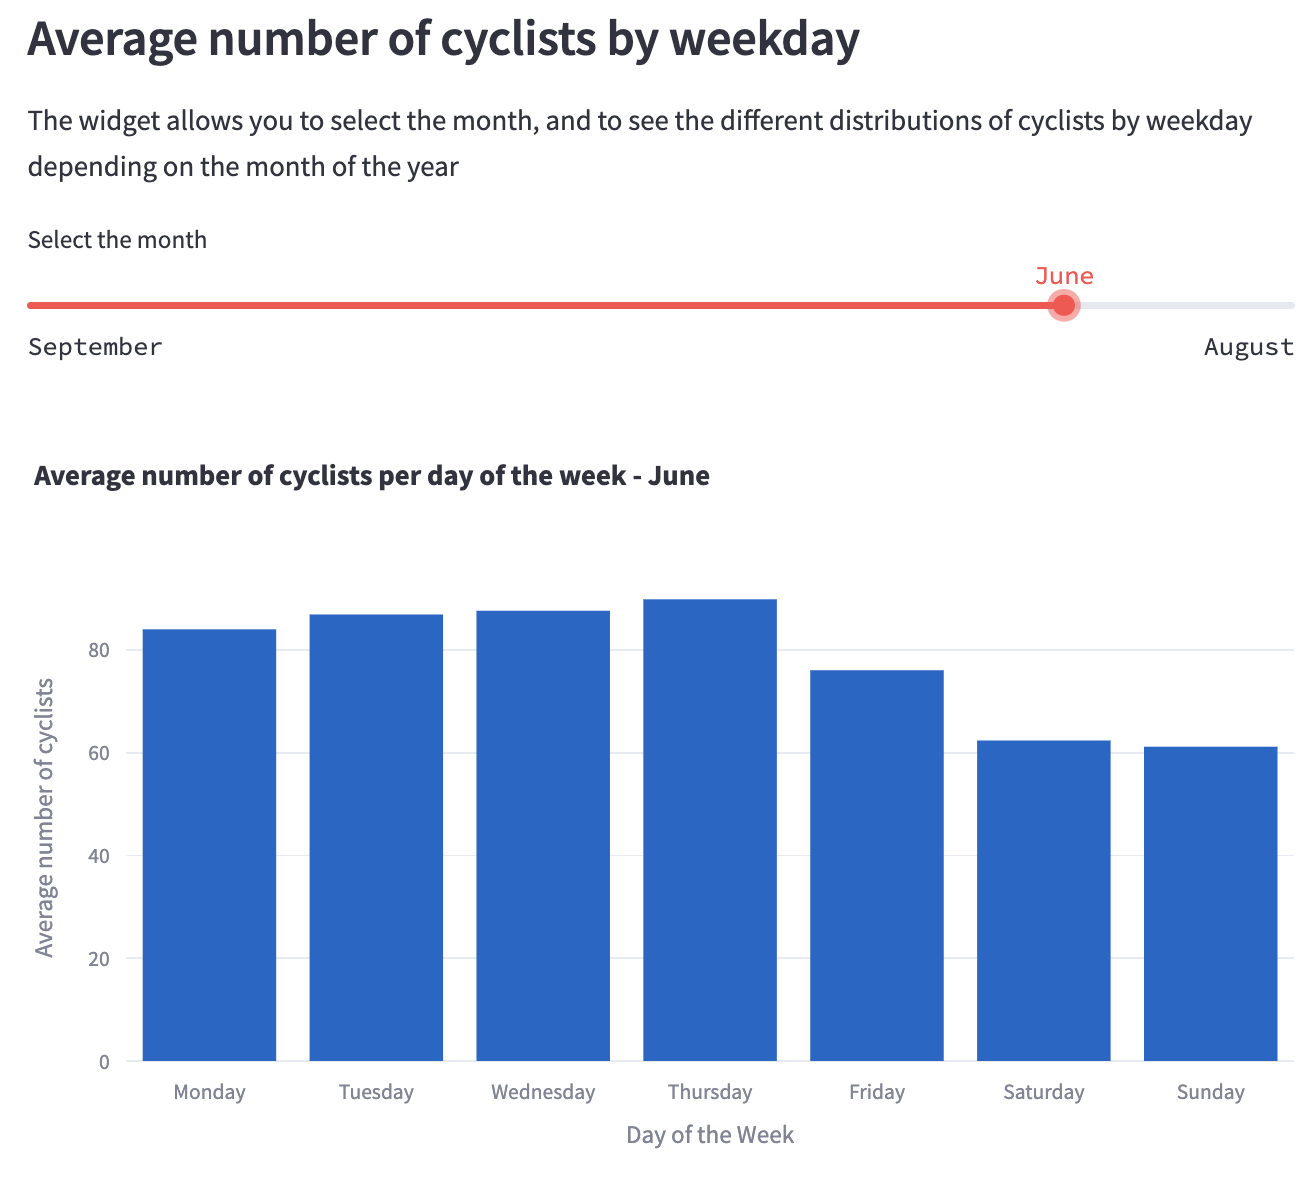 Average number of cyclists by weekday
The widget allows you to select the month, and to see the different distributions of cyclists by weekday
depending on the month of the year
Select the month
June
September
August
Average number of cyclists per day of the week - June
Average number of cyclists
80
60
40
20
0
Monday
Tuesday
Wednesday
Thursday
Friday
Saturday
Sunday
Day of the Week